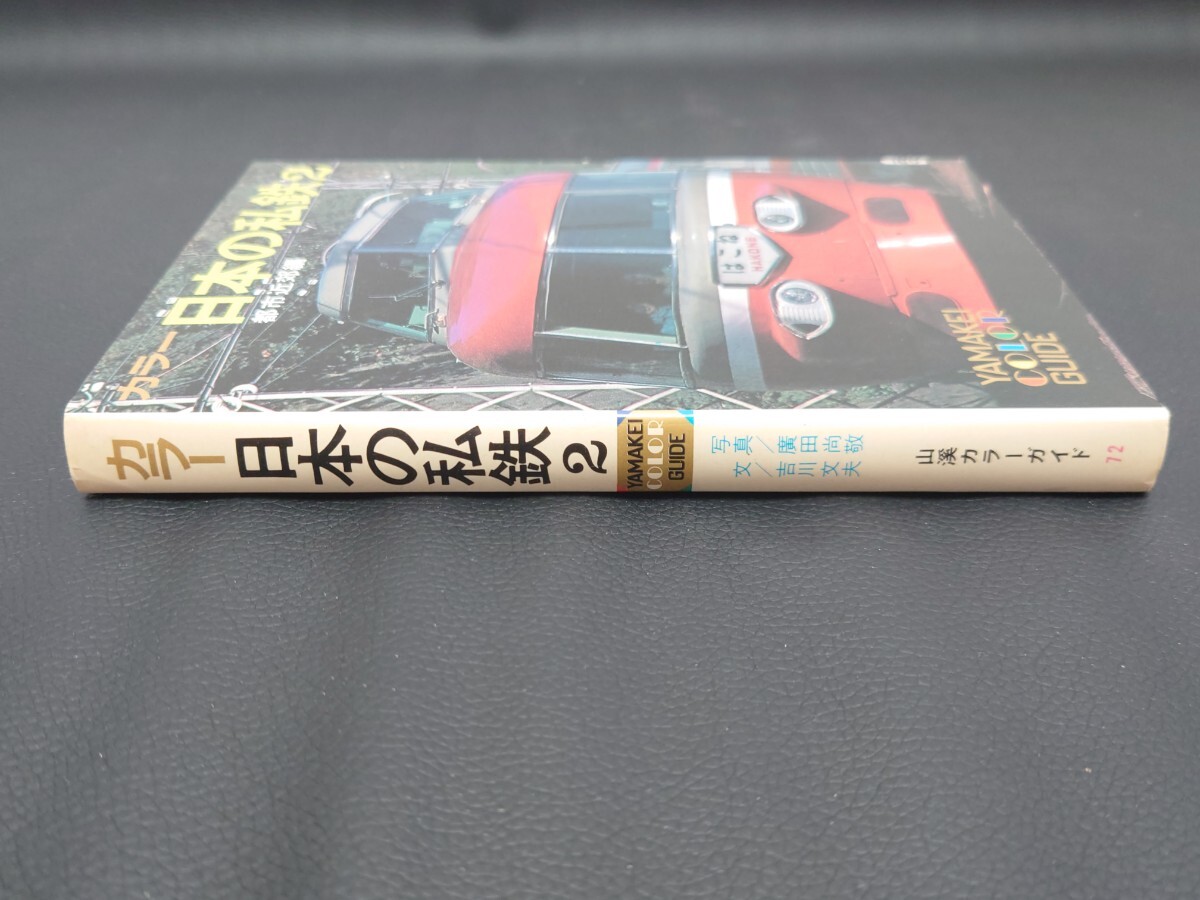 カラー 日本の私鉄2
都市近郊編
はこね
HAKONE
YAMAKEI
COLOR
GUIDE
カラー 日本の私鉄 2
YAMAKEI
COLOR
GUIDE
写真/廣田尚敬
文/吉川文夫
山溪カラーガイド 72